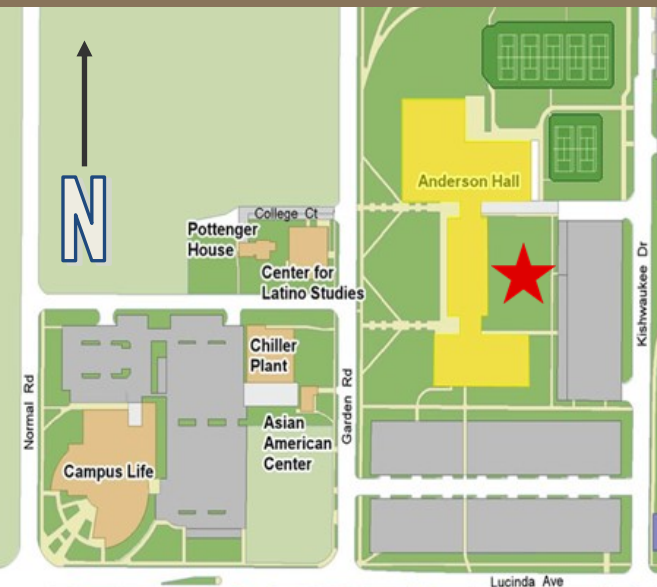 N
Anderson Hall
College Ct
Pottenger
House
Center for
Latino Studies
Kishwaukee Dr
Chiller
Plant
Normal Rd
Garden Rd
Asian
American
Center
Campus Life
Lucinda Ave